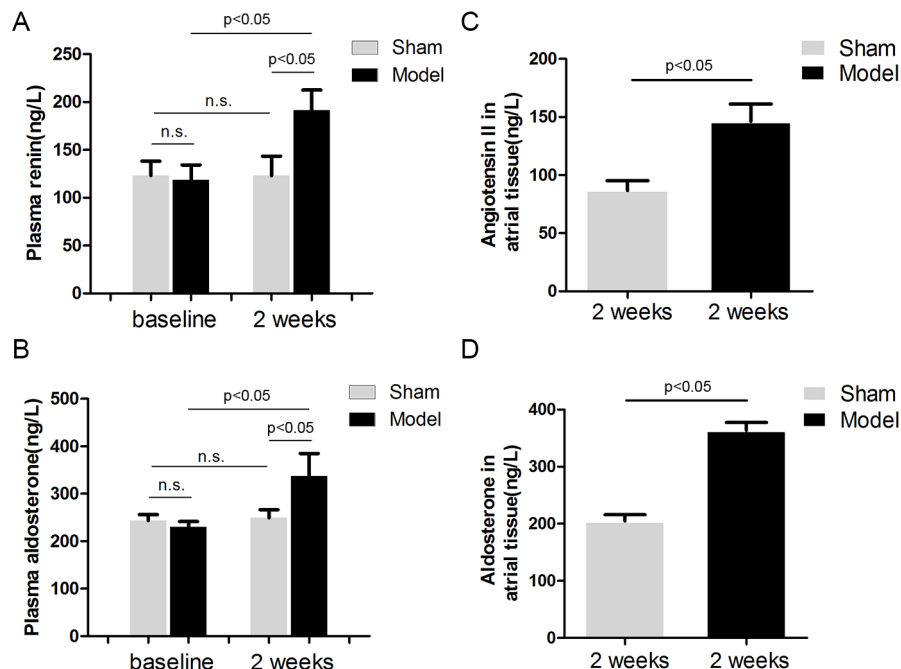 A
p<0.05
Sham
Model
p<0.05
n.s.
n.s.
250
200
150
100
50
0
Plasma renin(ng/L)
baseline
2 weeks
C
Sham
Model
p<0.05
200
150
100
50
0
Angiotensin II in
atrial tissue(ng/L)
2 weeks
2 weeks
B
Sham
Model
p<0.05
p<0.05
n.s.
n.s.
500
400
300
200
100
0
Plasma aldosterone(ng/L)
baseline
2 weeks
D
Sham
Model
p<0.05
400
300
200
100
0
Aldosterone in
atrial tissue(ng/L)
2 weeks
2 weeks